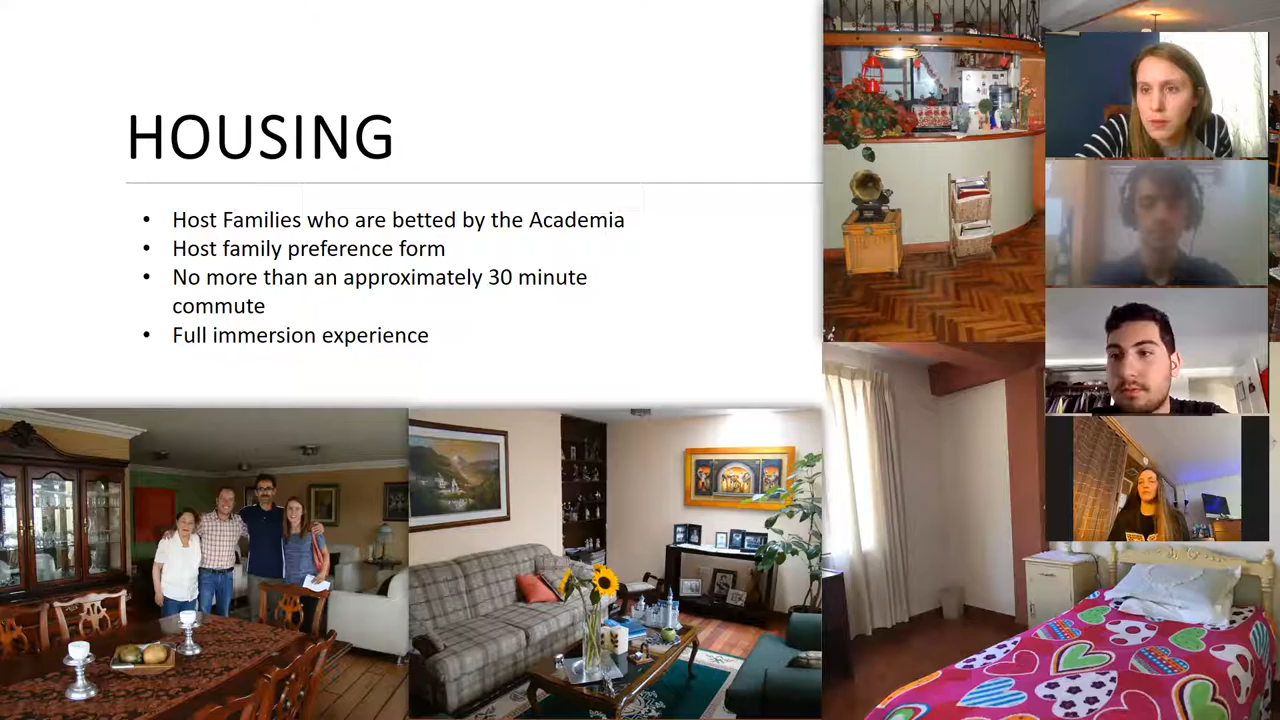 HOUSING
• Host Families who are betted by the Academia
• Host family preference form
• No more than an approximately 30 minute
commute
• Full immersion experience